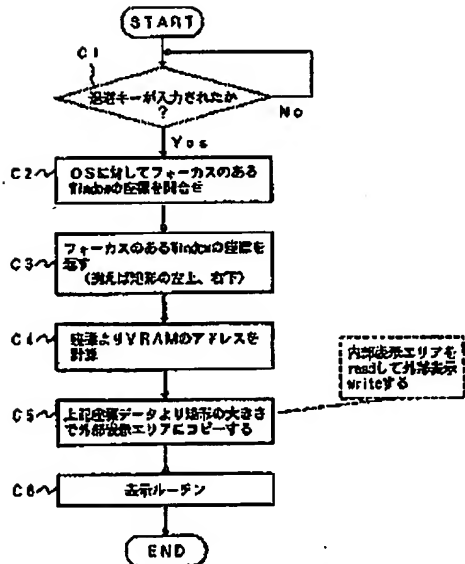 START
C1
キーが入力されたか
?
No
Yes
C2
OSに対してフォーカスのある
Windowの座標を問合せ
C3
フォーカスのあるWindowの座標を
返す
(例えば矩形の左上、右下)
C4
座標よりVRAMのアドレスを
計算
内部表示エリアを
readして外部表示
writeする
C5
上記座標データより矩形の大きさ
で外部表示エリアにコピーする
C6
表示ルーチン
END